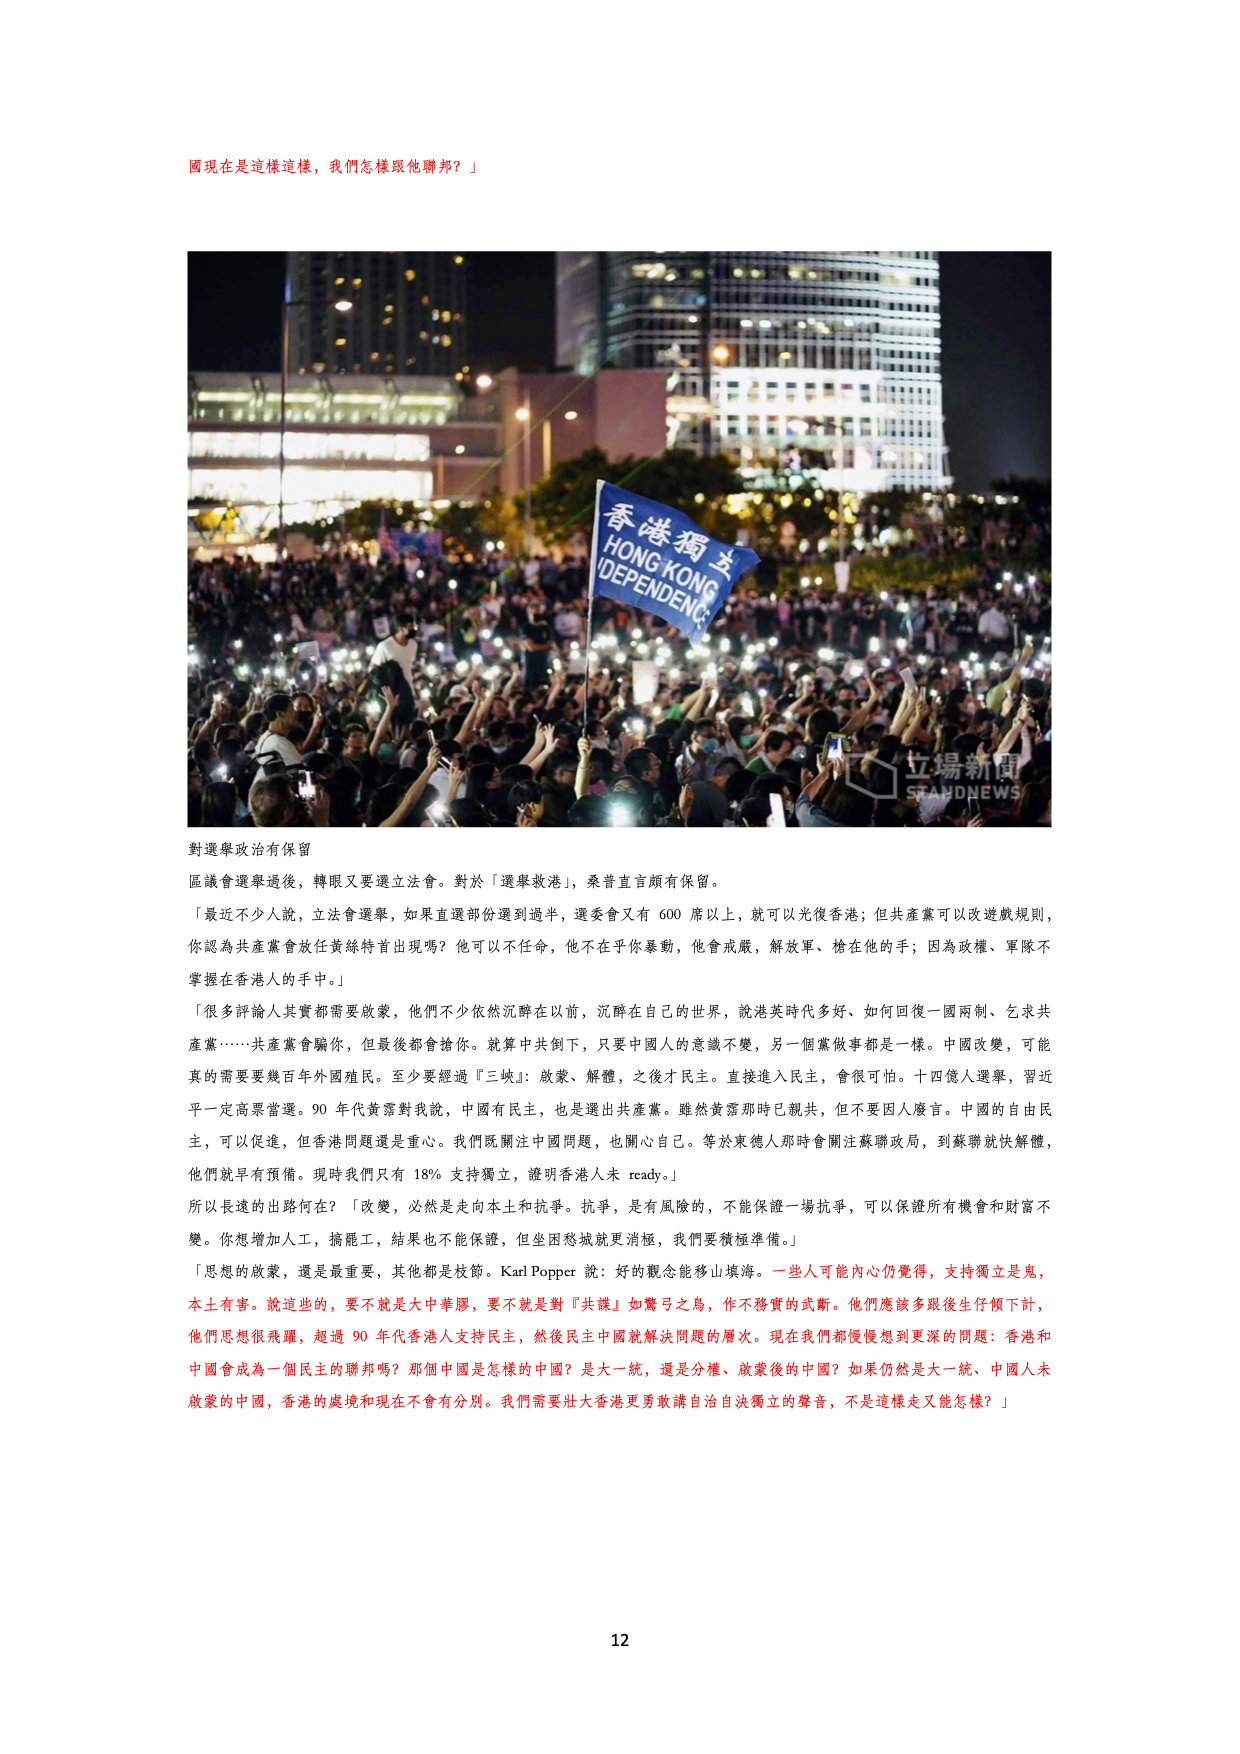 國現在是這樣這樣，我們怎樣跟他聯邦？」
香港獨立
HONG KONG
IDEPENDENC
立場新聞
STANDNEWS
對選舉政治有保留
區議會選舉過後，轉眼又要選立法會。對於「選舉救港」，桑普直言頗有保留。
「最近不少人說，立法會選舉，如果直選部份選到過半，選委會又有 600 席以上，就可以光復香港；但共產黨可以改遊戲規則，
你認為共產黨會放任黃絲特首出現嗎？他可以不任命，他不在乎你暴動，他會戒嚴，解放軍、槍在他的手；因為政權、軍隊不
掌握在香港人的手中。」
「很多評論人其實都需要啟蒙，他們不少依然沉醉在以前，沉醉在自己的世界，說港英時代多好、如何回復一國兩制、乞求共
產黨⋯⋯共產黨會騙你，但最後都會搶你。就算中共倒下，只要中國人的意識不變，另一個黨做事都是一樣。中國改變，可能
真的需要要幾百年外國殖民。至少要經過『三峽』：啟蒙、解體，之後才民主。直接進入民主，會很可怕。十四億人選舉，習近
平一定高票當選。90 年代黃霑對我說，中國有民主，也是選出共產黨。雖然黃霑那時已親共，但不要因人廢言。中國的自由民
主，可以促進，但香港問題還是重心。我們既關注中國問題，也關心自己。等於東德人那時會關注蘇聯政局，到蘇聯就快解體，
他們就早有預備。現時我們只有 18% 支持獨立，證明香港人未 ready。」
所以長遠的出路何在？「改變，必然是走向本土和抗爭。抗爭，是有風險的，不能保證一場抗爭，可以保證所有機會和財富不
變。你想增加人工，搞罷工，結果也不能保證，但坐困愁城就更消極，我們要積極準備。」
「思想的啟蒙，還是最重要，其他都是枝節。Karl Popper 說：好的觀念能移山填海。一些人可能內心仍覺得，支持獨立是鬼，
本土有害。說這些的，要不就是大中華膠，要不就是對『共諜』如驚弓之鳥，作不務實的武斷。他們應該多跟後生仔傾下計，
他們思想很飛躍，超過 90 年代香港人支持民主，然後民主中國就解決問題的層次。現在我們都慢慢想到更深的問題：香港和
中國會成為一個民主的聯邦嗎？那個中國是怎樣的中國？是大一統，還是分權、啟蒙後的中國？如果仍然是大一統、中國人未
啟蒙的中國，香港的處境和現在不會有分別。我們需要壯大香港更勇敢講自治自決獨立的聲音，不是這樣走又能怎樣？」
12